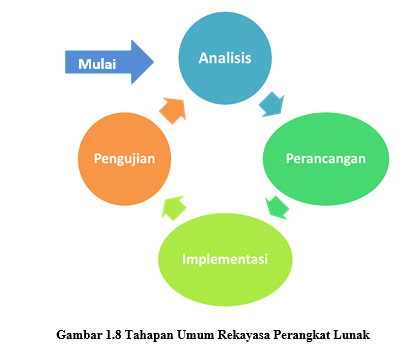 Mulai
Analisis
Perancangan
Implementasi
Pengujian
Gambar 1.8 Tahapan Umum Rekayasa Perangkat Lunak